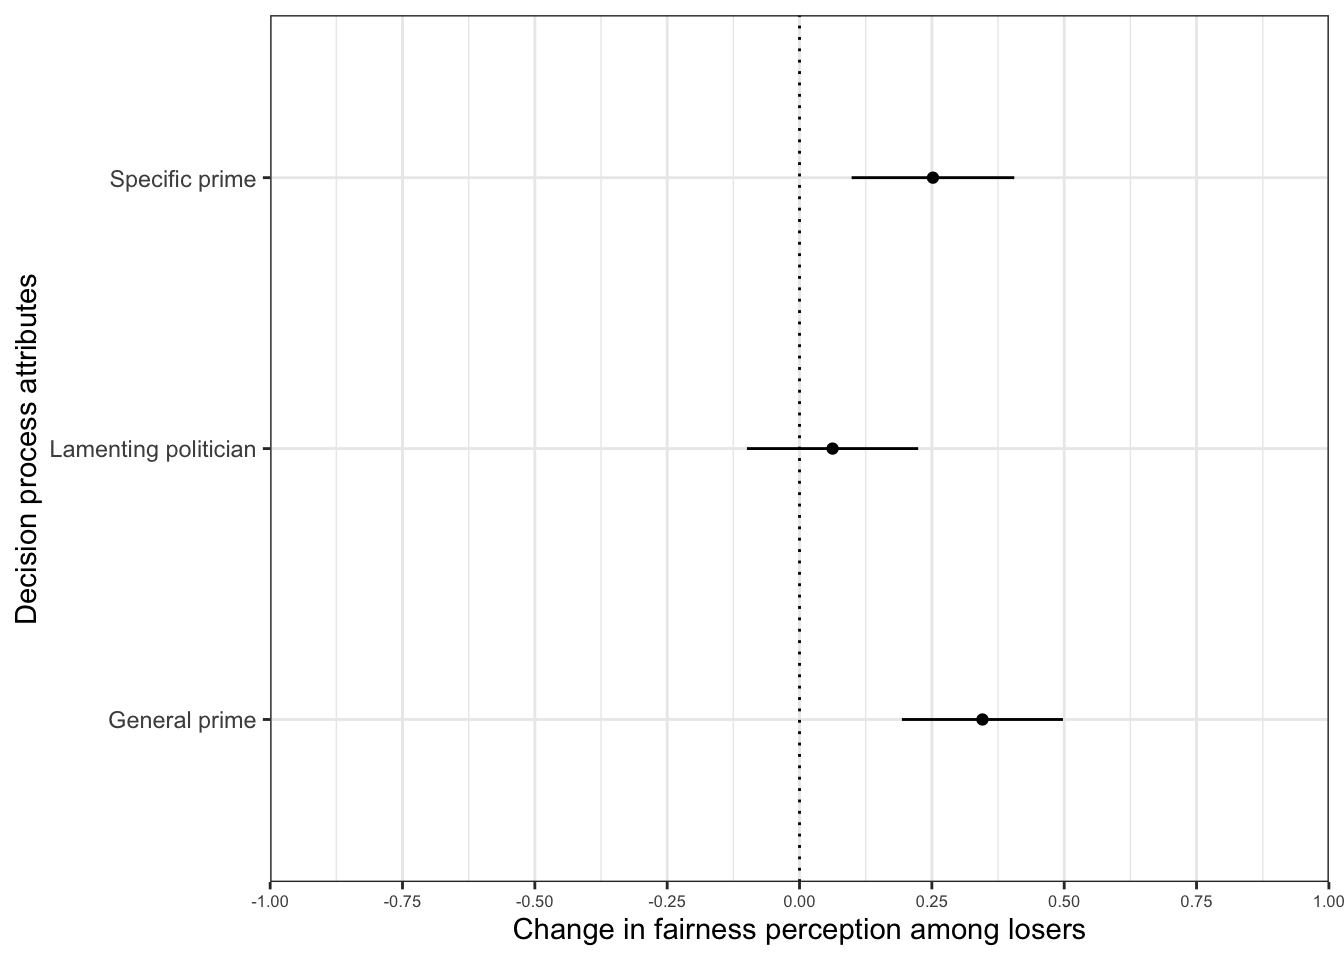 Decision process attributes
Specific prime
Lamenting politician
General prime
-1.00 -0.75 -0.50 -0.25 0.00 0.25 0.50 0.75 1.00
Change in fairness perception among losers